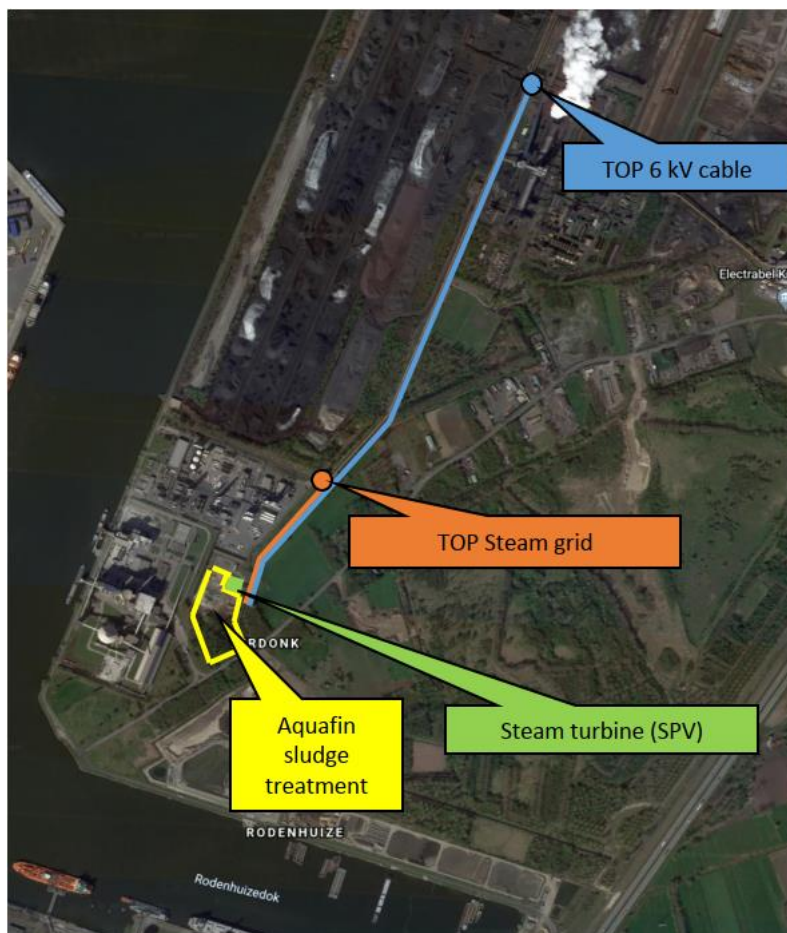 TOP 6 kV cable
Electrabel K
TOP Steam grid
RDONK
Steam turbine (SPV)
Aquafin
sludge
treatment
RODENHUIZE
Rodenhuizedok